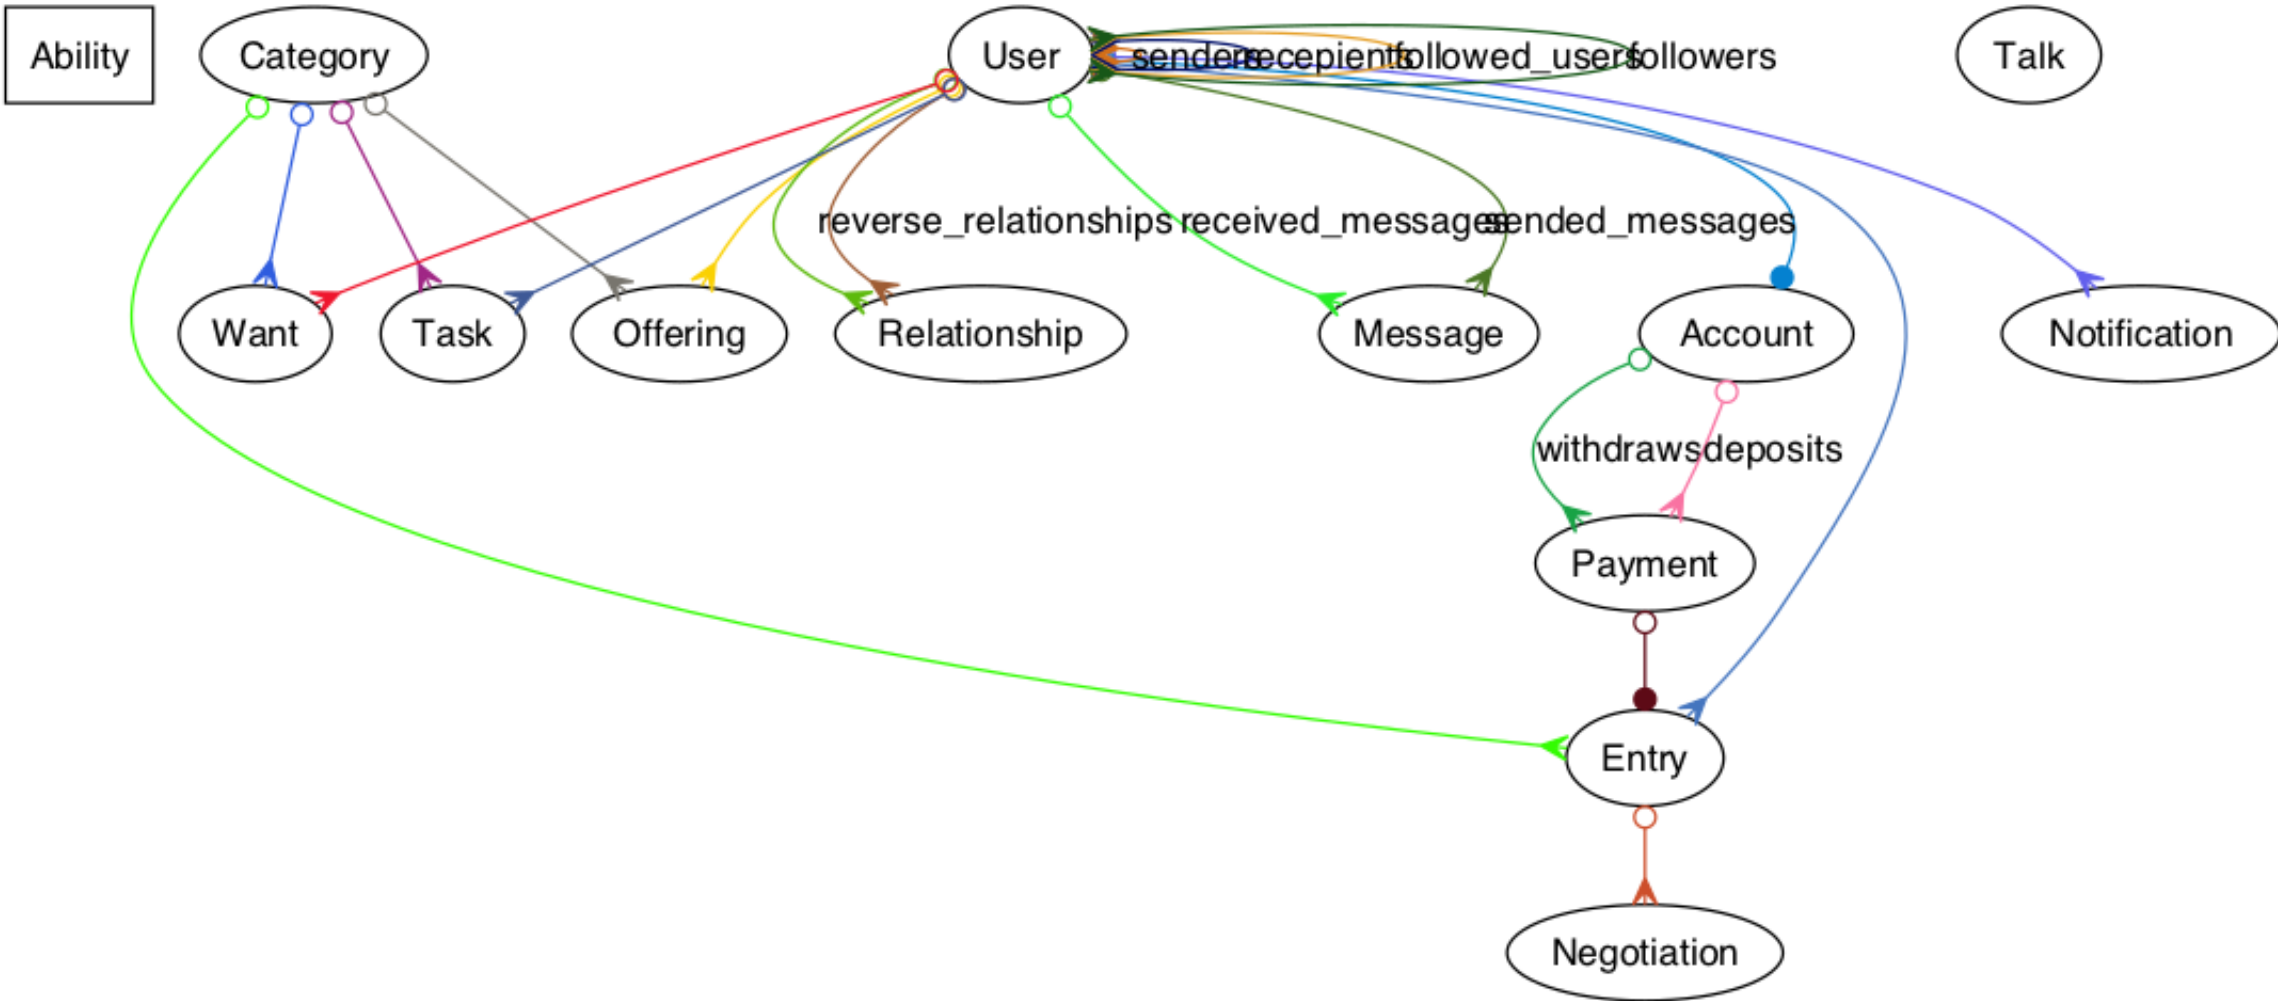 Ability
Category
User
senders
recepients
followed_users
followers
Talk
reverse_relationships
received_messages
sended_messages
Want
Task
Offering
Relationship
Message
Account
Notification
withdraws
deposits
Payment
Entry
Negotiation